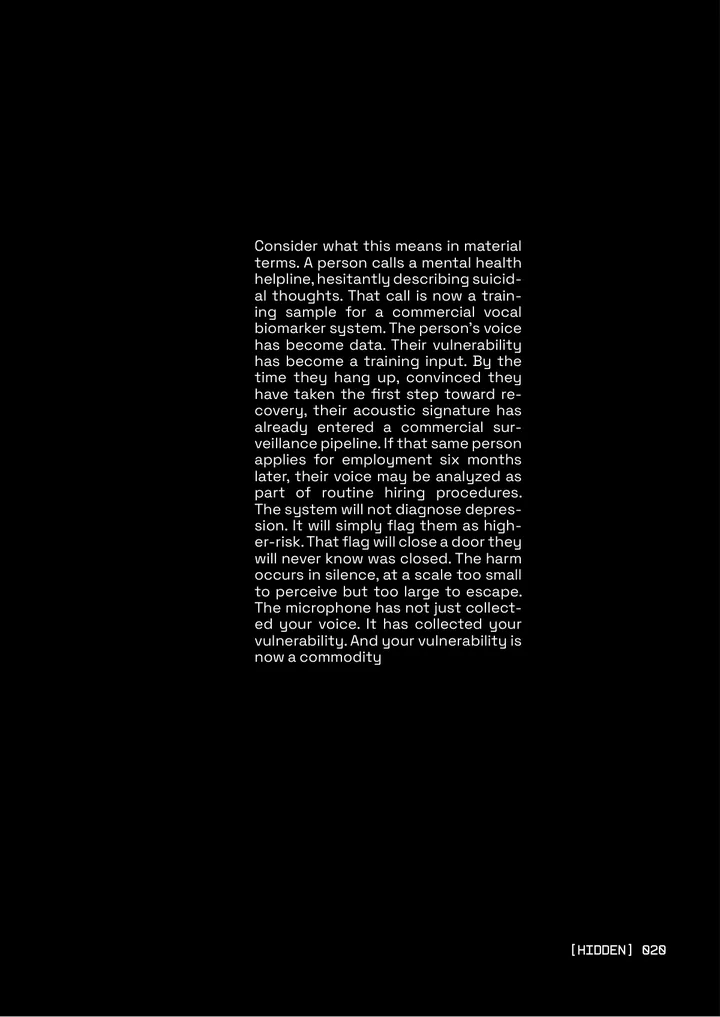 Consider what this means in material
terms. A person calls a mental health
helpline, hesitantly describing suicid-
al thoughts. That call is now a train-
ing sample for a commercial vocal
biomarker system. The person's voice
has become data. Their vulnerability
has become a training input. By the
time they hang up, convinced they
have taken the first step toward re-
covery, their acoustic signature has
already entered a commercial sur-
veillance pipeline. If that same person
applies for employment six months
later, their voice may be analyzed as
part of routine hiring procedures.
The system will not diagnose depres-
sion. It will simply flag them as high-
er-risk. That flag will close a door they
will never know was closed. The harm
occurs in silence, at a scale too small
to perceive but too large to escape.
The microphone has not just collect-
ed your voice. It has collected your
vulnerability. And your vulnerability is
now a commodity
[HIDDEN] 020